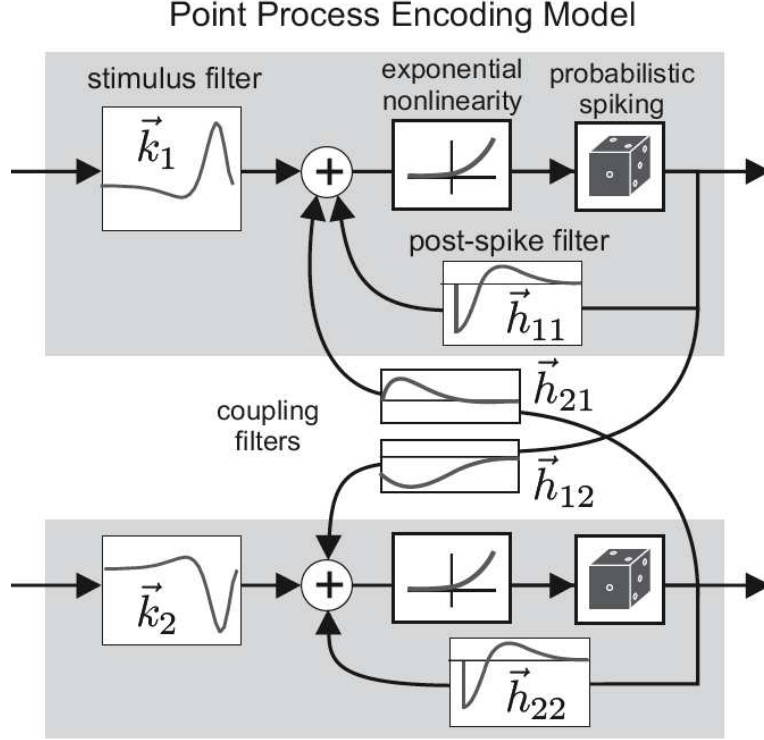 Point Process Encoding Model
stimulus filter
exponential
nonlinearity
probabilistic
spiking
k⃗₁
+
post-spike filter
h⃗₁₁
coupling
filters
h⃗₂₁
h⃗₁₂
k⃗₂
+
h⃗₂₂